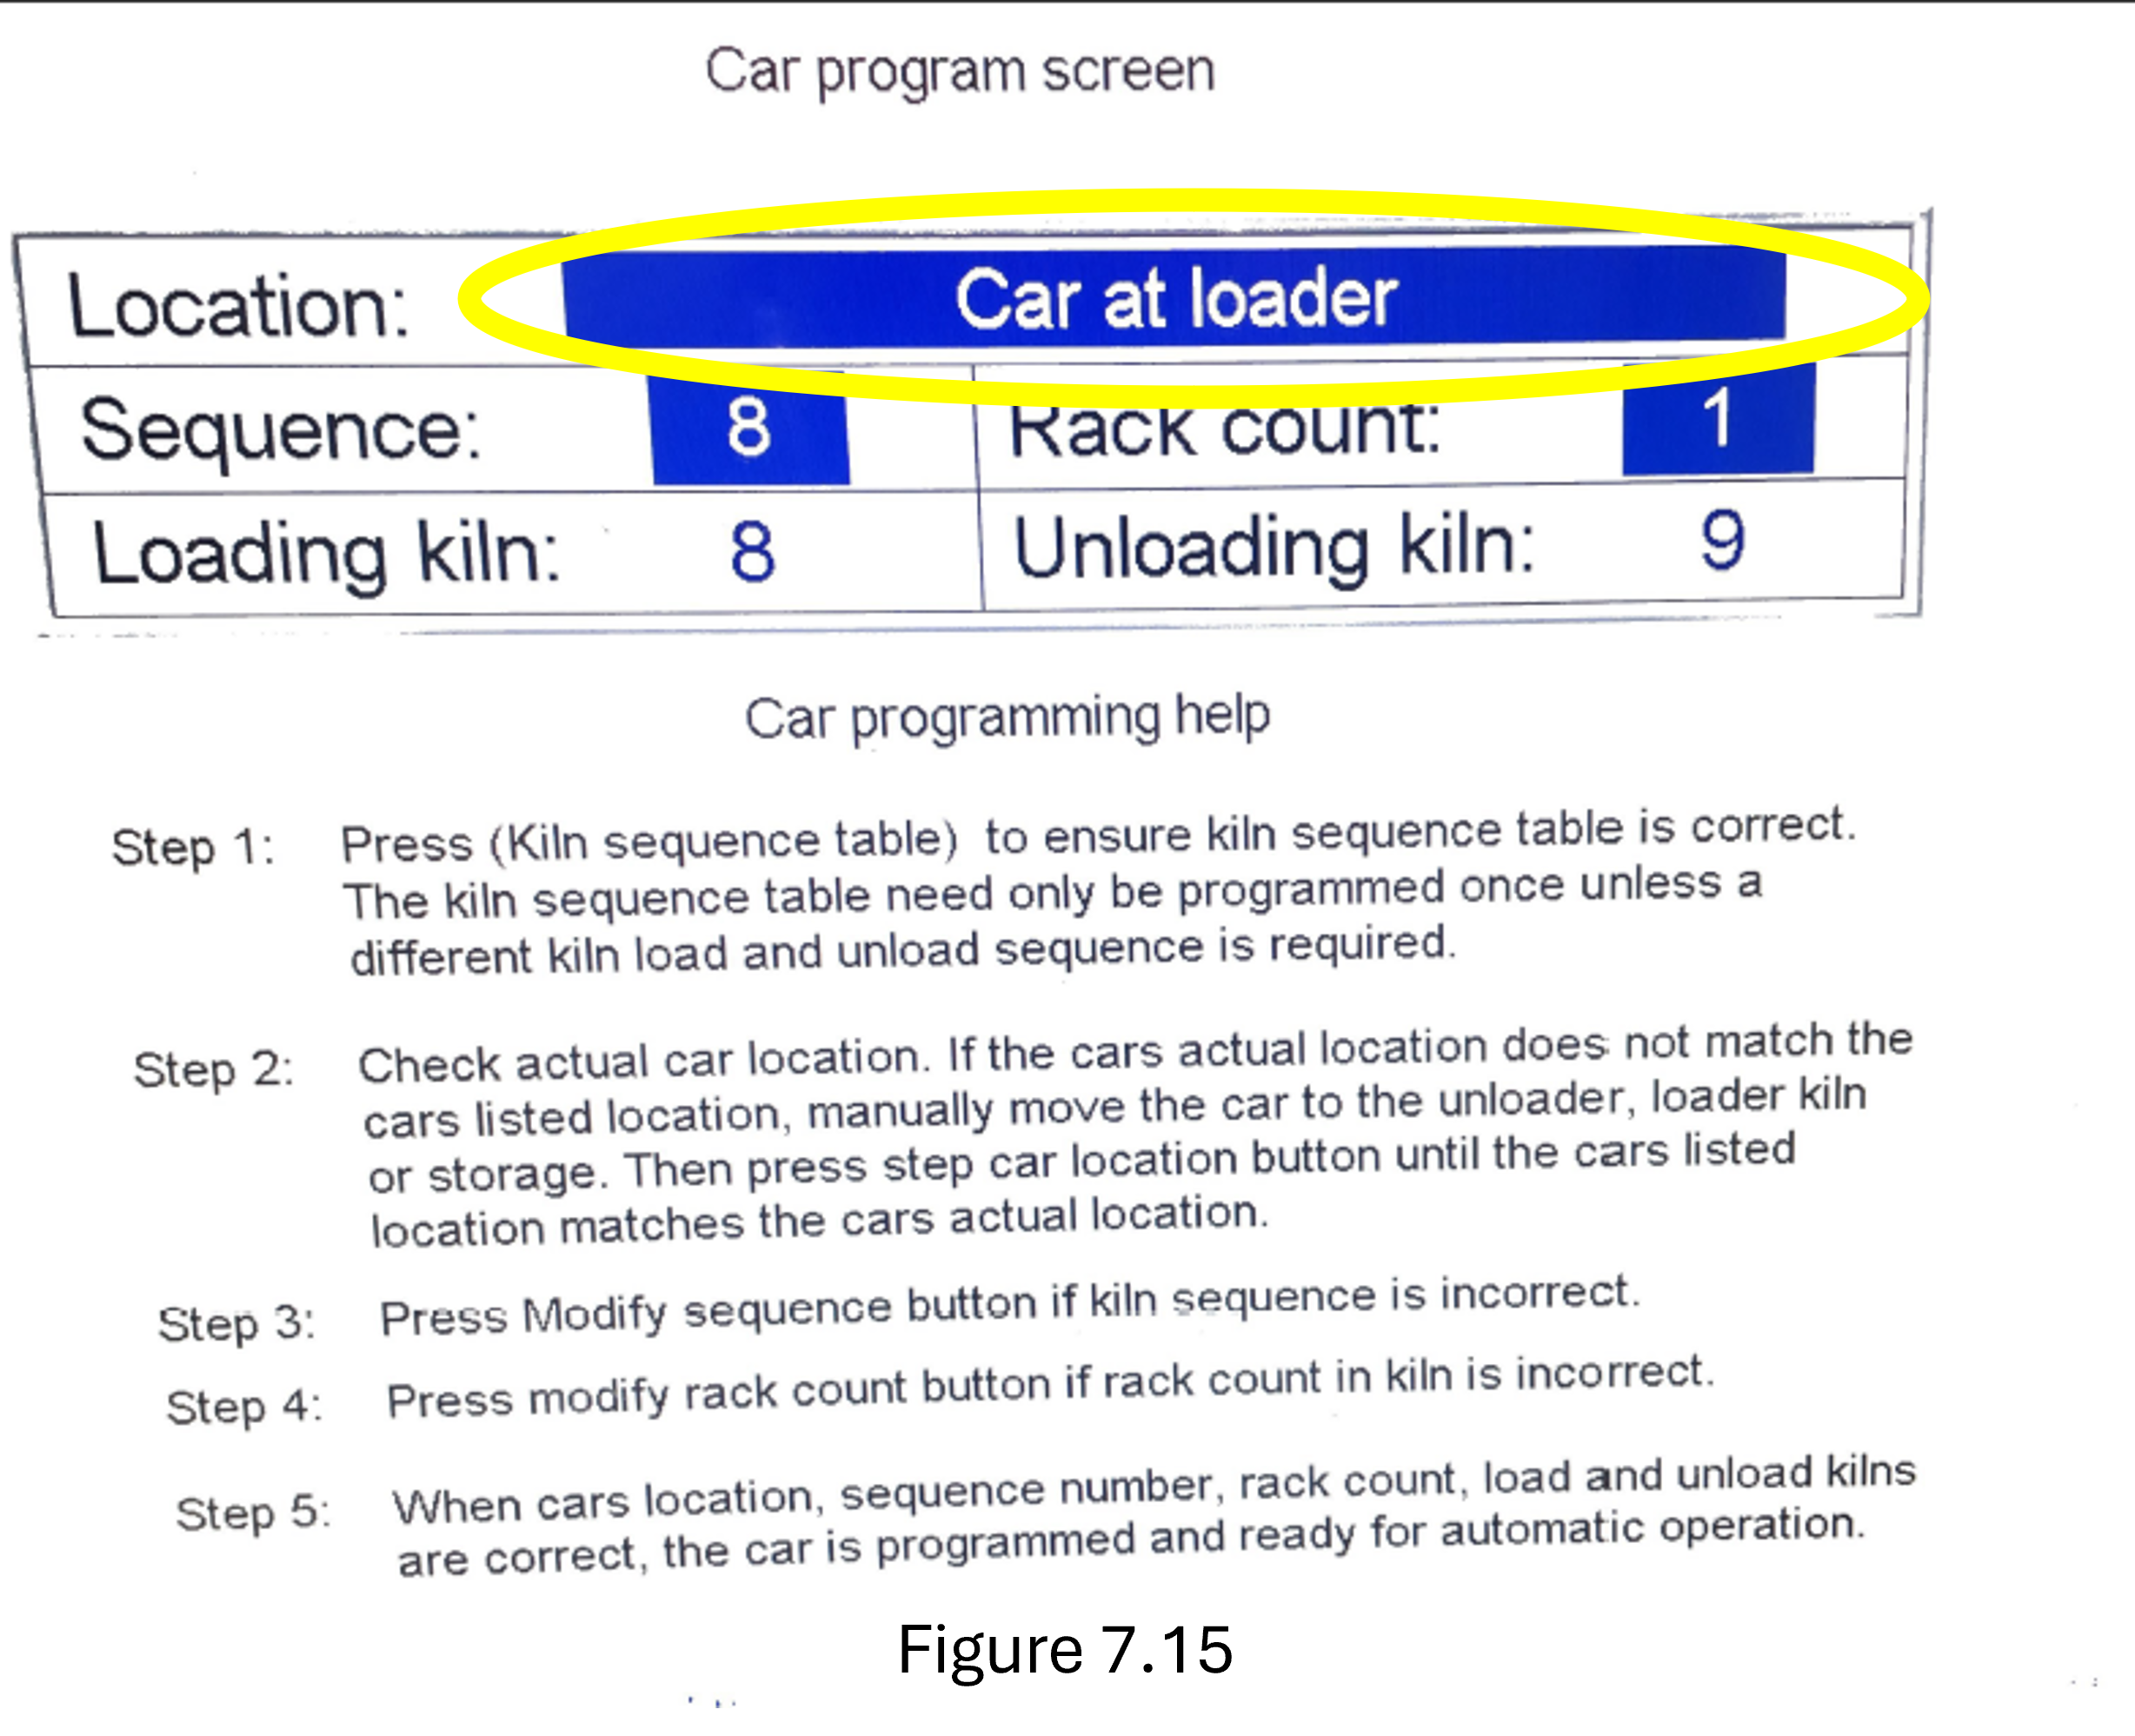 Car program screen
Location: Car at loader
Sequence: 8 Rack count: 1
Loading kiln: 8 Unloading kiln: 9
Car programming help
Step 1: Press (Kiln sequence table) to ensure kiln sequence table is correct.
The kiln sequence table need only be programmed once unless a
different kiln load and unload sequence is required.
Step 2: Check actual car location. If the cars actual location does not match the
cars listed location, manually move the car to the unloader, loader kiln
or storage. Then press step car location button until the cars listed
location matches the cars actual location.
Step 3: Press Modify sequence button if kiln sequence is incorrect.
Step 4: Press modify rack count button if rack count in kiln is incorrect.
Step 5: When cars location, sequence number, rack count, load and unload kilns
are correct, the car is programmed and ready for automatic operation.
Figure 7.15